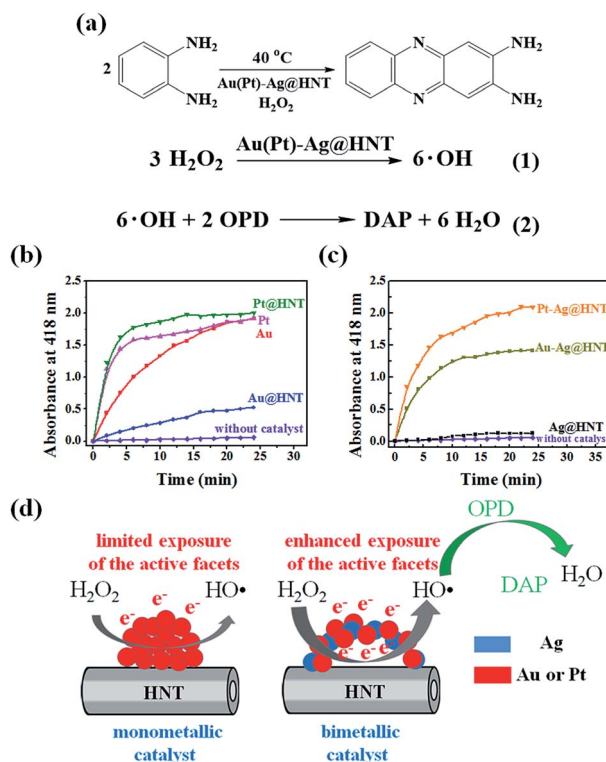 (a)
2 NH₂ NH₂ 40 °C Au(Pt)-Ag@HNT H₂O₂ N N NH₂ NH₂
3 H₂O₂ Au(Pt)-Ag@HNT 6·OH (1)
6·OH + 2 OPD DAP + 6 H₂O (2)
(b)
Absorbance at 418 nm
2.5
2.0
1.5
1.0
0.5
0.0
Pt@HNT
Pt
Au
Au@HNT
without catalyst
0 5 10 15 20 25 30
Time (min)
(c)
Absorbance at 418 nm
2.5
2.0
1.5
1.0
0.5
0.0
Pt-Ag@HNT
Au-Ag@HNT
Ag@HNT
without catalyst
0 5 10 15 20 25 30 35
Time (min)
(d)
limited exposure
of the active facets
H₂O₂ e⁻ e⁻ e⁻ HO•
HNT
monometallic
catalyst
enhanced exposure
of the active facets
H₂O₂ e⁻ e⁻ e⁻ e⁻ e⁻ e⁻ HO•
HNT
bimetallic
catalyst
OPD
DAP
H₂O
Ag
Au or Pt